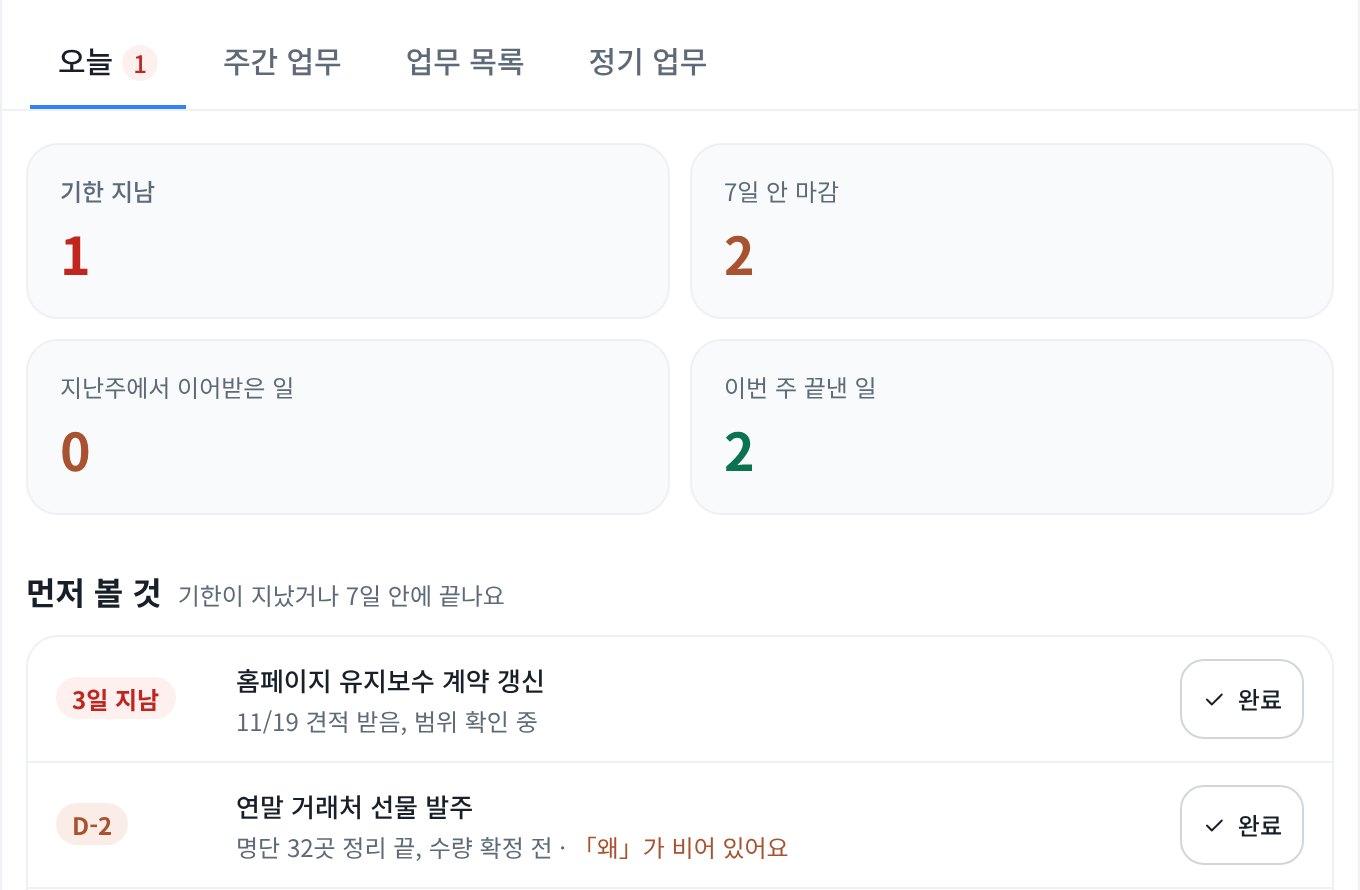 오늘 1 주간 업무 업무 목록 정기 업무
기한 지남
1
7일 안 마감
2
지난주에서 이어받은 일
0
이번 주 끝낸 일
2
먼저 볼 것 기한이 지났거나 7일 안에 끝나요
3일 지남
홈페이지 유지보수 계약 갱신
11/19 견적 받음, 범위 확인 중
✓ 완료
D-2
연말 거래처 선물 발주
명단 32곳 정리 끝, 수량 확정 전 · 「왜」가 비어 있어요
✓ 완료